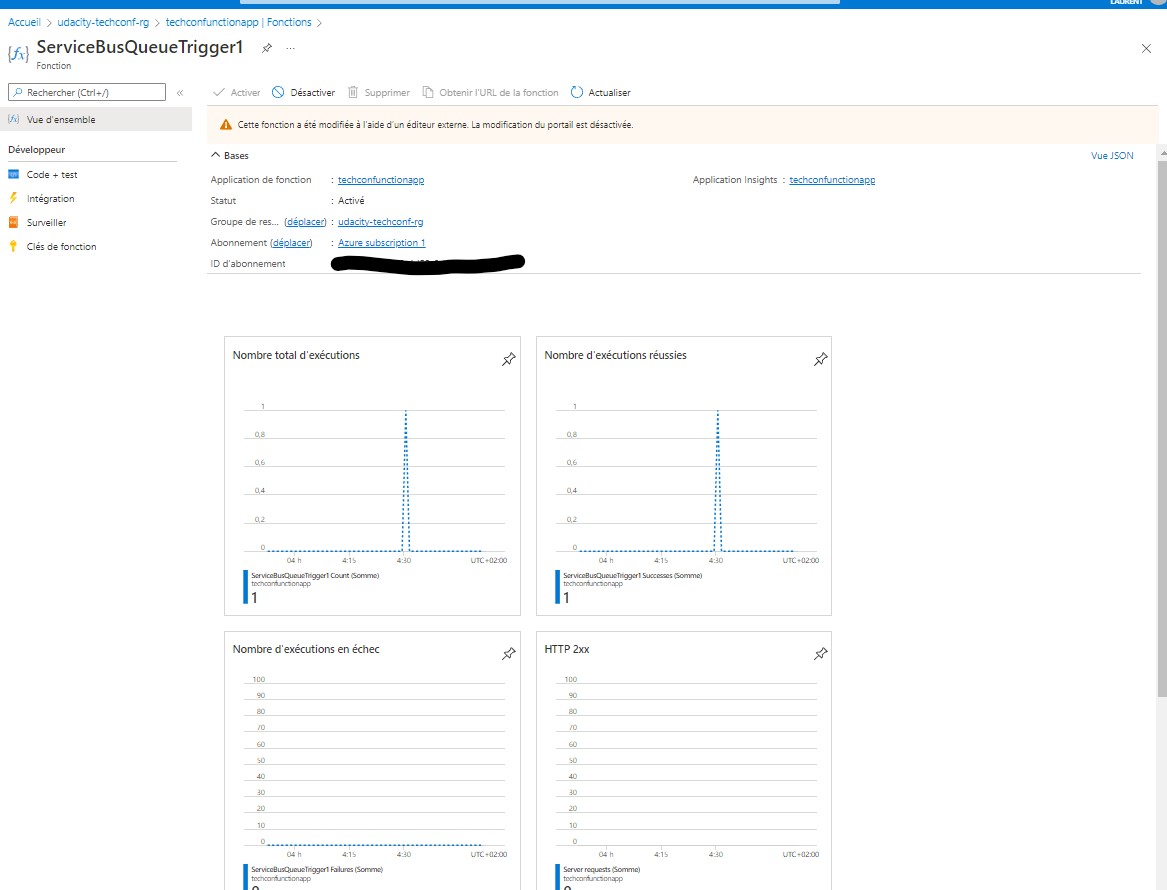 LAURENT
Accueil > udacity-techconf-rg > techconfunctionapp | Fonctions >
{fx} ServiceBusQueueTrigger1 ...
Fonction
Rechercher (Ctrl+/) «
Activer Désactiver Supprimer Obtenir l'URL de la fonction Actualiser
Vue d'ensemble
Cette fonction a été modifiée à l'aide d'un éditeur externe. La modification du portail est désactivée.
Développeur
Code + test
Intégration
Surveiller
Clés de fonction
Bases Vue JSON
Application de fonction : techconfunctionapp Application Insights : techconfunctionapp
Statut : Activé
Groupe de res... (déplacer) : udacity-techconf-rg
Abonnement (déplacer) : Azure subscription 1
ID d'abonnement
Nombre total d'exécutions
1
0,8
0,6
0,4
0,2
0
04 h 4:15 4:30 UTC+02:00
ServiceBusQueueTrigger1 Count (Somme)
techconfunctionapp
1
Nombre d'exécutions réussies
1
0,8
0,6
0,4
0,2
0
04 h 4:15 4:30 UTC+02:00
ServiceBusQueueTrigger1 Successes (Somme)
techconfunctionapp
1
Nombre d'exécutions en échec
100
90
80
70
60
50
40
30
20
10
0
04 h 4:15 4:30 UTC+02:00
ServiceBusQueueTrigger1 Failures (Somme)
techconfunctionapp
HTTP 2xx
100
90
80
70
60
50
40
30
20
10
0
04 h 4:15 4:30 UTC+02:00
Server requests (Somme)
techconfunctionapp